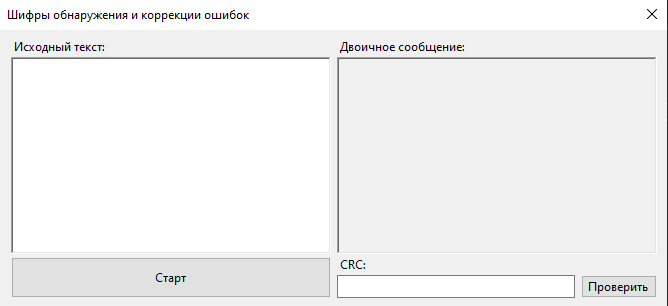 Шифры обнаружения и коррекции ошибок
Исходный текст:
Двоичное сообщение:
Старт
CRC:
Проверить